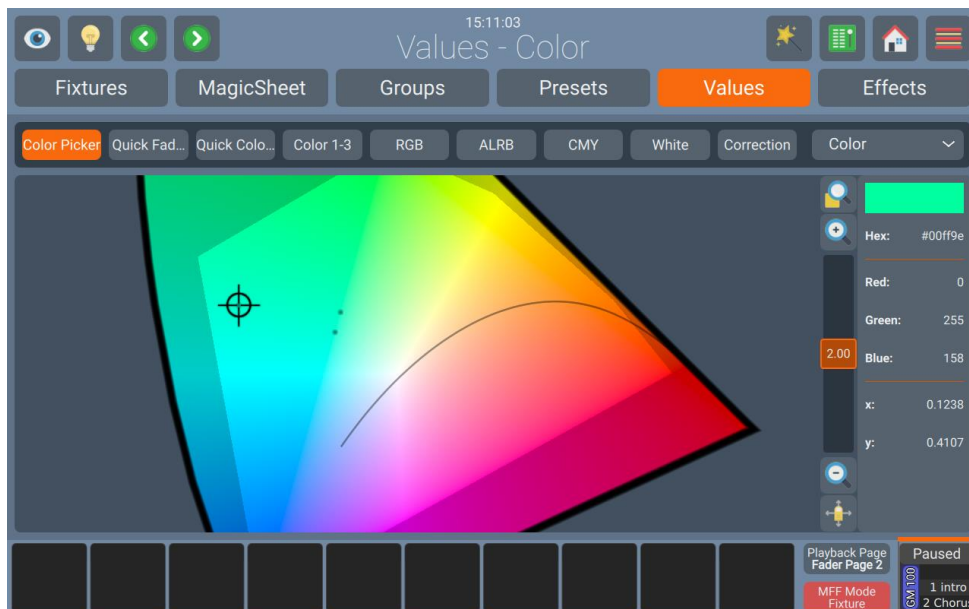 15:11:03
Values - Color
Fixtures
MagicSheet
Groups
Presets
Values
Effects
Color Picker
Quick Fad...
Quick Colo...
Color 1-3
RGB
ALRB
CMY
White
Correction
Color
Hex: #00ff9e
Red: 0
Green: 255
2.00
Blue: 158
x: 0.1238
y: 0.4107
Playback Page
Fader Page 2
Paused
GM 100
1 intro
2 Chorus
MFF Mode
Fixture